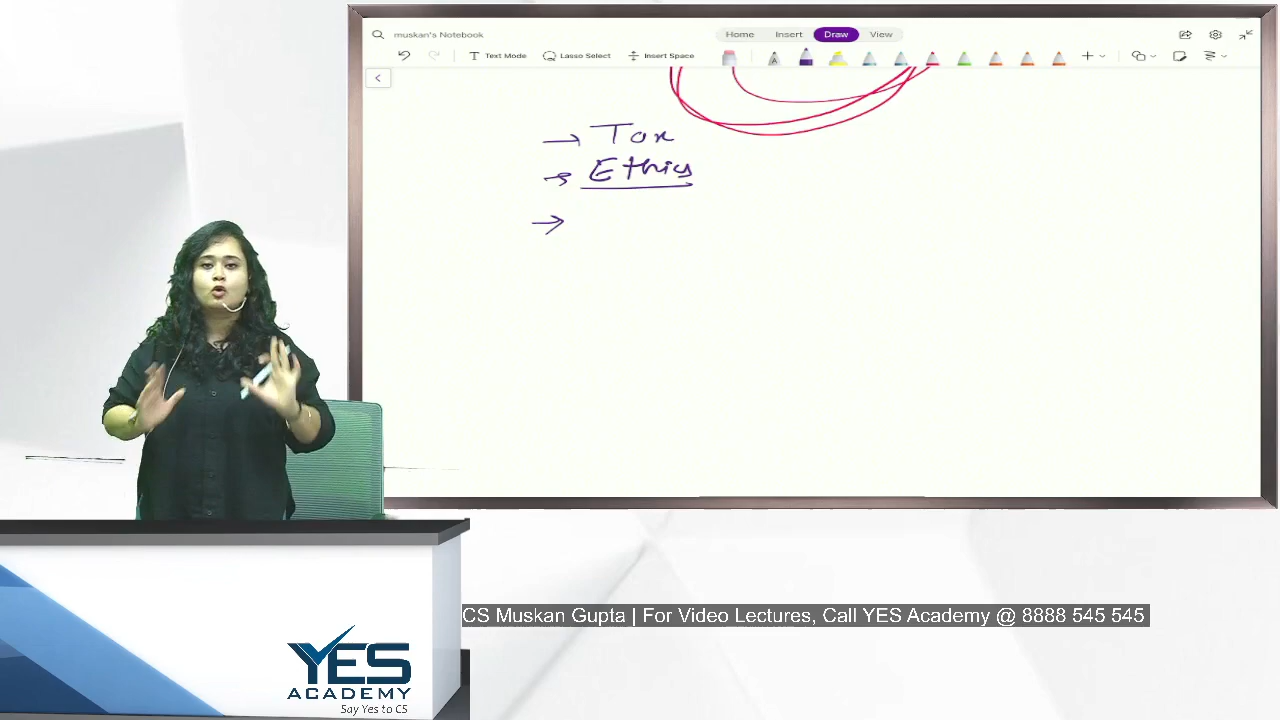 muskan's Notebook
Home Insert Draw View
Text Mode Lasso Select Insert Space
→ Tax
→ Ethics
→
CS Muskan Gupta | For Video Lectures, Call YES Academy @ 8888 545 545
YES
ACADEMY
Say Yes to CS